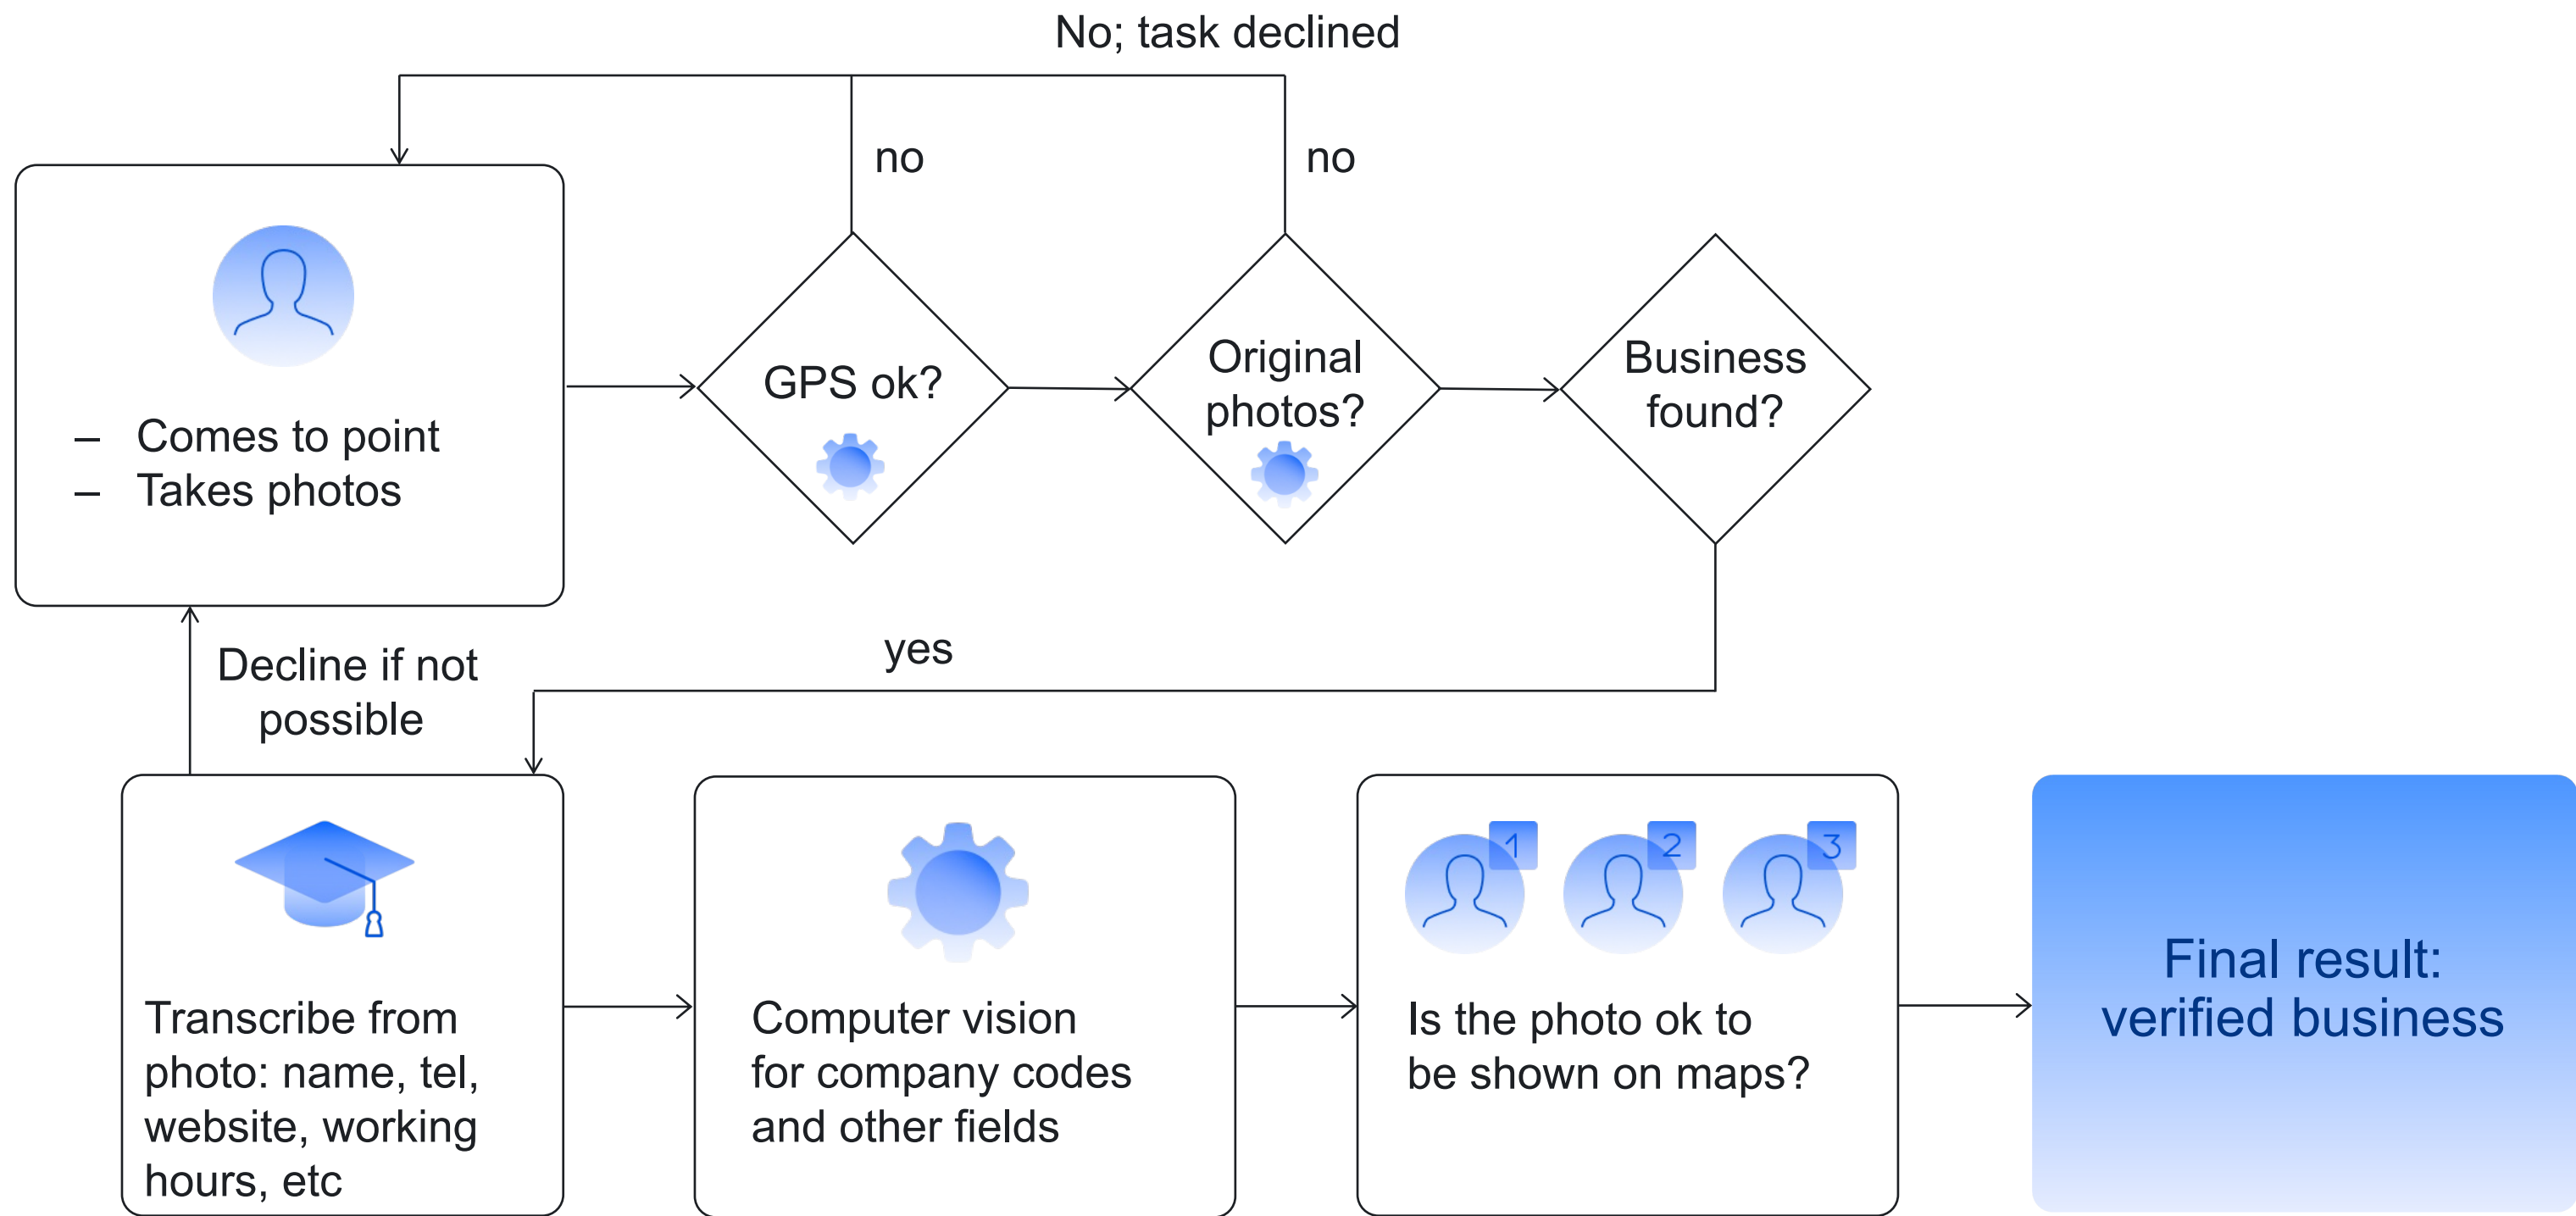 No; task declined
no
no
– Comes to point
– Takes photos
GPS ok?
Original
photos?
Business
found?
yes
Decline if not
possible
Transcribe from
photo: name, tel,
website, working
hours, etc
Computer vision
for company codes
and other fields
1
2
3
Is the photo ok to
be shown on maps?
Final result:
verified business